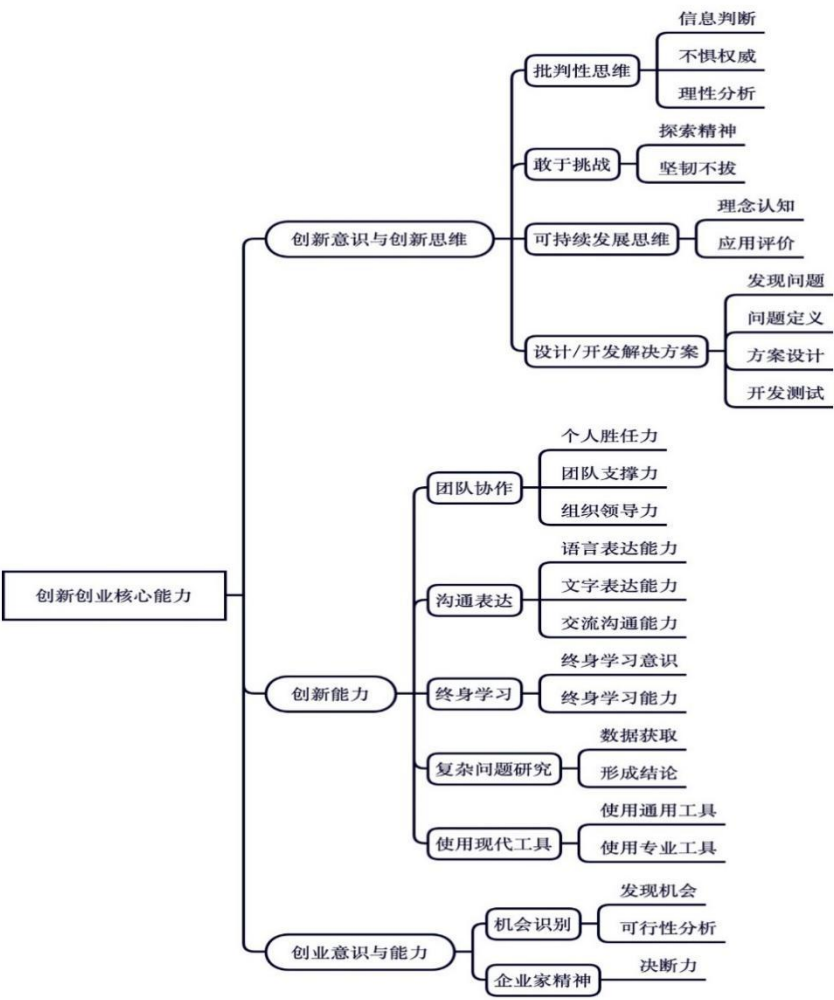 创新创业核心能力
创新意识与创新思维
批判性思维
信息判断
不惧权威
理性分析
敢于挑战
探索精神
坚韧不拔
可持续发展思维
理念认知
应用评价
设计/开发解决方案
发现问题
问题定义
方案设计
开发测试
创新能力
团队协作
个人胜任力
团队支撑力
组织领导力
沟通表达
语言表达能力
文字表达能力
交流沟通能力
终身学习
终身学习意识
终身学习能力
复杂问题研究
数据获取
形成结论
使用现代工具
使用通用工具
使用专业工具
创业意识与能力
机会识别
发现机会
可行性分析
企业家精神
决断力